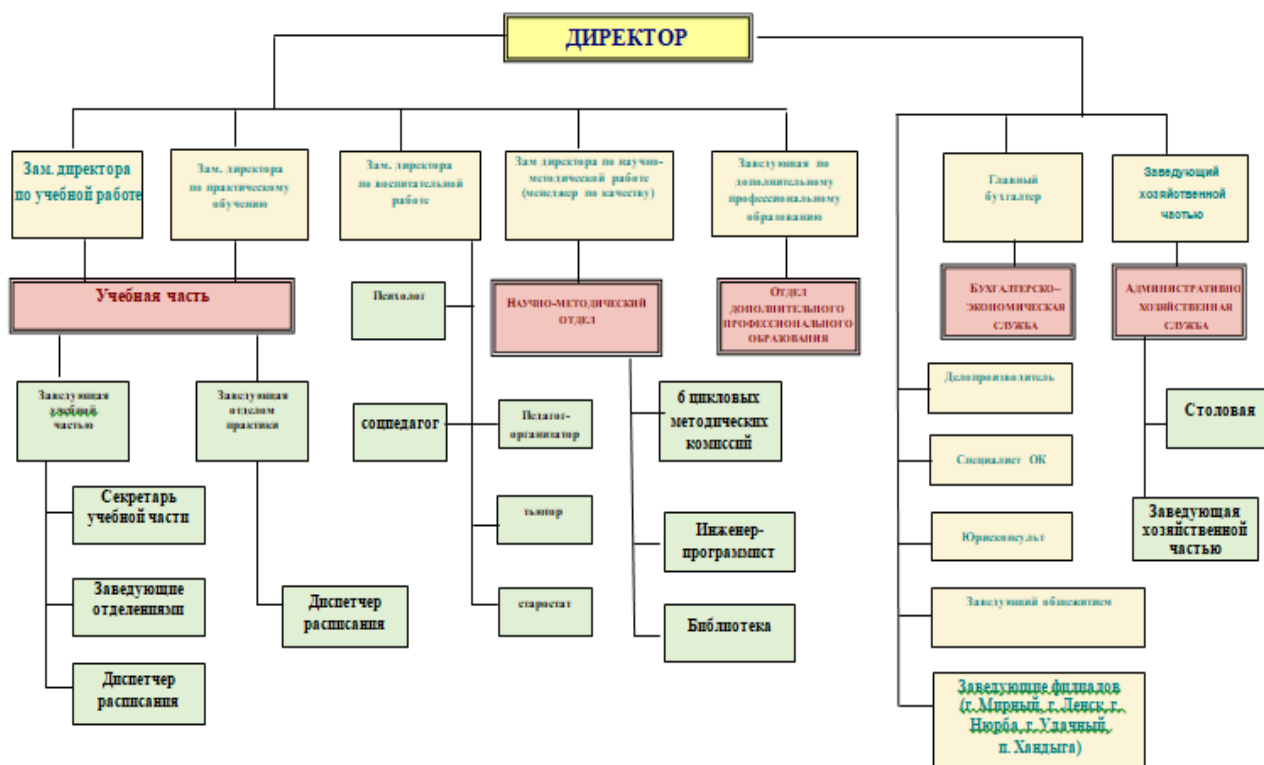 ДИРЕКТОР
Зам. директора
по учебной работе
Зам. директора
по практическому
обучению
Зам. директора
по воспитательной
работе
Зам директора по научно-
методической работе
(менеджер по качеству)
Заведующая по
дополнительному
профессиональному
образованию
Главный
бухгалтер
Заведующий
хозяйственной
частью
Учебная часть
Психолог
НАУЧНО-МЕТОДИЧЕСКИЙ
ОТДЕЛ
ОТДЕЛ
ДОПОЛНИТЕЛЬНОГО
ПРОФЕССИОНАЛЬНОГО
ОБРАЗОВАНИЯ
БУХГАЛТЕРСКО–
ЭКОНОМИЧЕСКАЯ
СЛУЖБА
АДМИНИСТРАТИВНО
ХОЗЯЙСТВЕННАЯ
СЛУЖБА
Заведующая
учебной
частью
Заведующая
отделом
практики
соцпедагог
Педагог-
организатор
6 цикловых
методических
комиссий
Делопроизводитель
Столовая
Специалист ОК
Секретарь
учебной части
тьютор
Инженер-
программист
Юрисконсульт
Заведующая
хозяйственной
частью
Заведующие
отделениями
Диспетчер
расписания
старостат
Библиотека
Заведующий общежитием
Диспетчер
расписания
Заведующие филиалов
(г. Мирный, г. Ленск, г.
Нюрба, г. Удачный,
п. Хандыга)